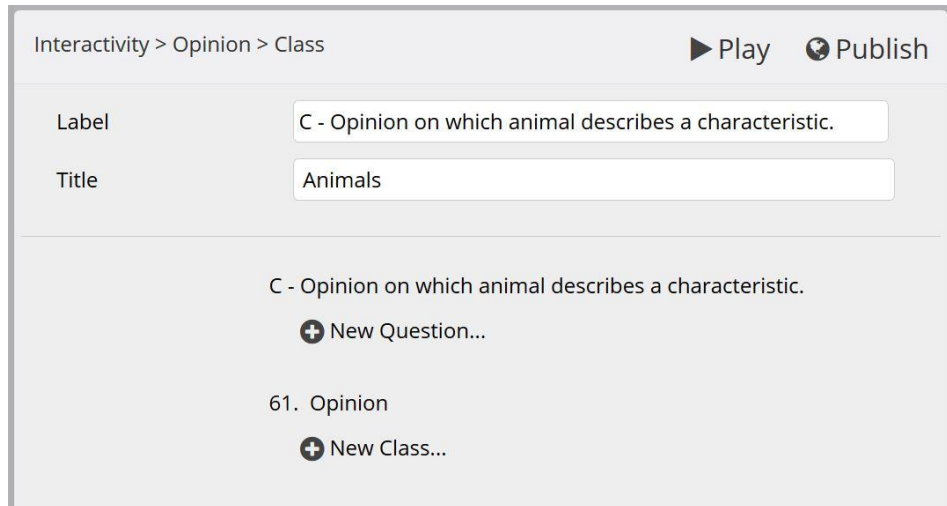 Interactivity > Opinion > Class Play Publish
Label C - Opinion on which animal describes a characteristic.
Title Animals
C - Opinion on which animal describes a characteristic.
New Question...
61. Opinion
New Class...